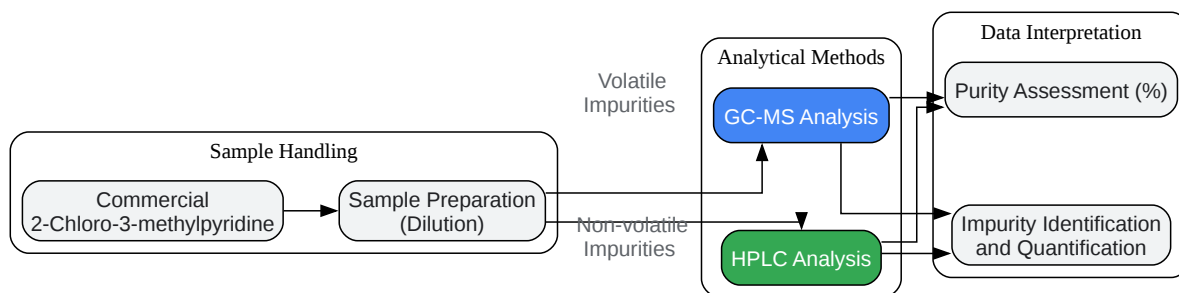 Data Interpretation
Analytical Methods
Volatile
Impurities
Purity Assessment (%)
GC-MS Analysis
Sample Handling
Commercial
2-Chloro-3-methylpyridine
Sample Preparation
(Dilution)
Non-volatile
Impurities
HPLC Analysis
Impurity Identification
and Quantification